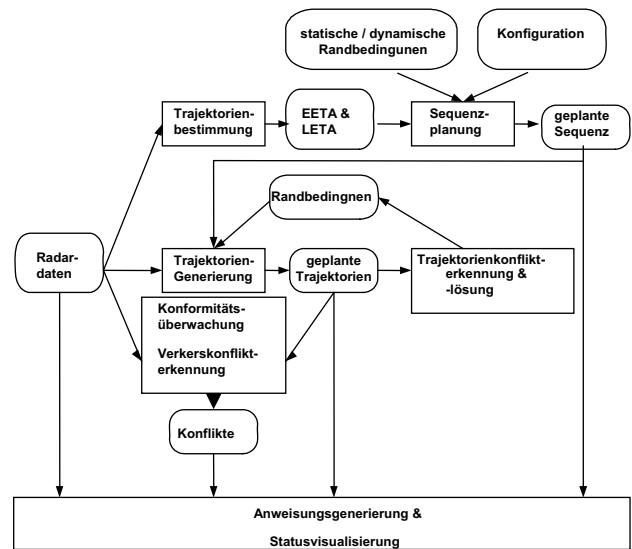 statische / dynamische
Randbedingunen
Konfiguration
Trajektorien-
bestimmung
EETA &
LETA
Sequenz-
planung
geplante
Sequenz
Randbedingnen
Radar-
daten
Trajektorien-
Generierung
geplante
Trajektorien
Trajektorienkonflikt-
erkennung &
-lösung
Konformitäts-
überwachung
Verkerskonflikt-
erkennung
Konflikte
Anweisungsgenerierung &
Statusvisualisierung